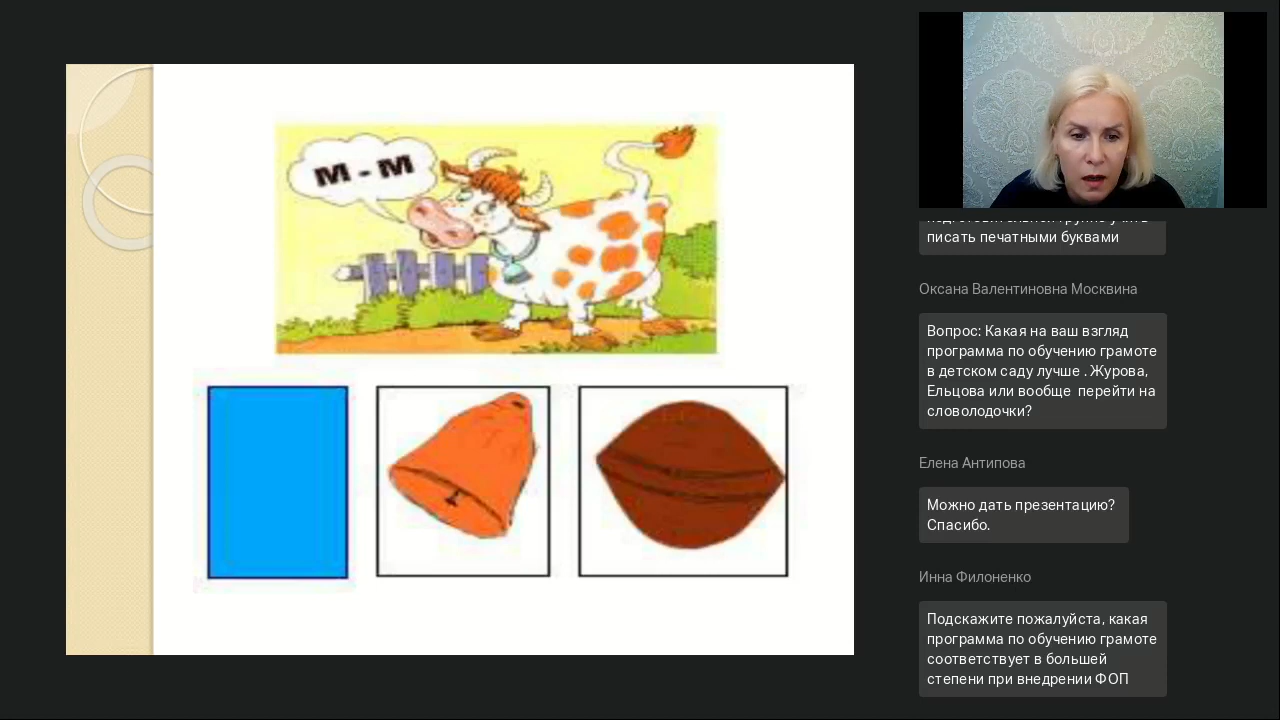 М - М
писать печатными буквами
Оксана Валентиновна Москвина
Вопрос: Какая на ваш взгляд
программа по обучению грамоте
в детском саду лучше . Журова,
Ельцова или вообще перейти на
словолодочки?
Елена Антипова
Можно дать презентацию?
Спасибо.
Инна Филоненко
Подскажите пожалуйста, какая
программа по обучению грамоте
соответствует в большей
степени при внедрении ФОП